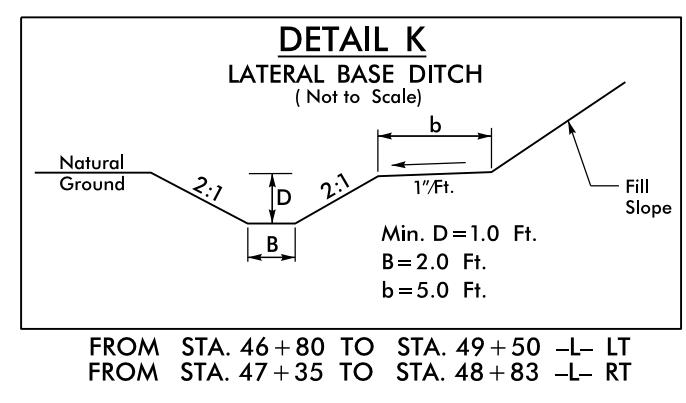 DETAIL K
LATERAL BASE DITCH
( Not to Scale)
b
Natural
Ground
2:1
D
2:1
1"/Ft.
Fill
Slope
B
Min. D=1.0 Ft.
B=2.0 Ft.
b=5.0 Ft.
FROM STA. 46+80 TO STA. 49+50 -L- LT
FROM STA. 47+35 TO STA. 48+83 -L- RT